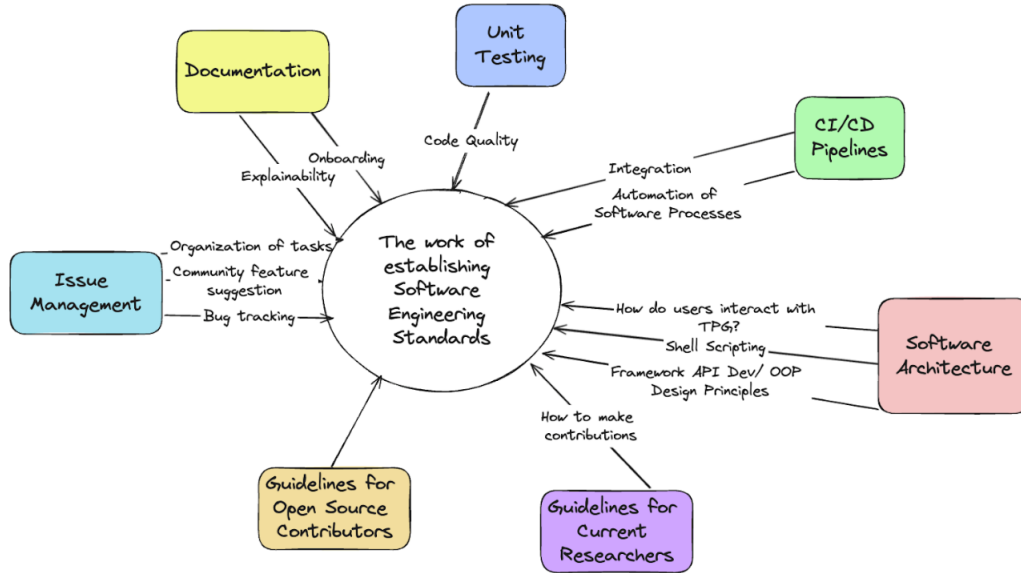 Unit
Testing
Documentation
CI/CD
Pipelines
Code Quality
Onboarding
Explainability
Integration
Automation of
Software Processes
Organization of tasks
Community feature
suggestion
Bug tracking
Issue
Management
The work of
establishing
Software
Engineering
Standards
How do users interact with
TPG?
Shell Scripting
Framework API Dev/ OOP
Design Principles
Software
Architecture
How to make
contributions
Guidelines for
Open Source
Contributors
Guidelines for
Current
Researchers